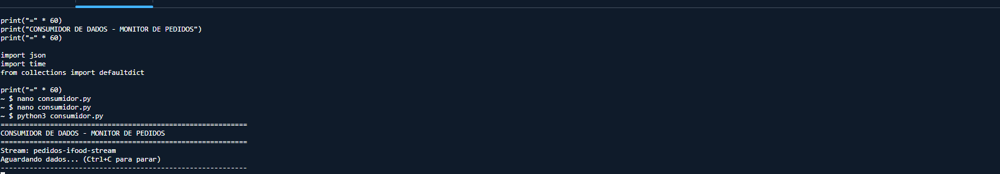 print("=" * 60)
print("CONSUMIDOR DE DADOS - MONITOR DE PEDIDOS")
print("=" * 60)
import json
import time
from collections import defaultdict
print("=" * 60)
~ $ nano consumidor.py
~ $ nano consumidor.py
~ $ python3 consumidor.py
============================================================
CONSUMIDOR DE DADOS - MONITOR DE PEDIDOS
============================================================
Stream: pedidos-ifood-stream
Aguardando dados... (Ctrl+C para parar)
------------------------------------------------------------